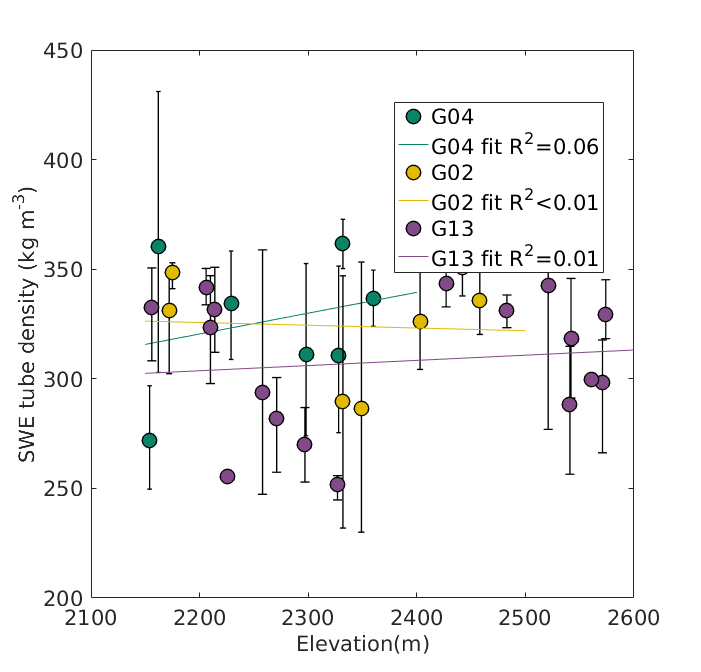 450
400
350
300
250
200
SWE tube density (kg m⁻³)
G04
G04 fit R²=0.06
G02
G02 fit R²<0.01
G13
G13 fit R²=0.01
2100 2200 2300 2400 2500 2600
Elevation(m)